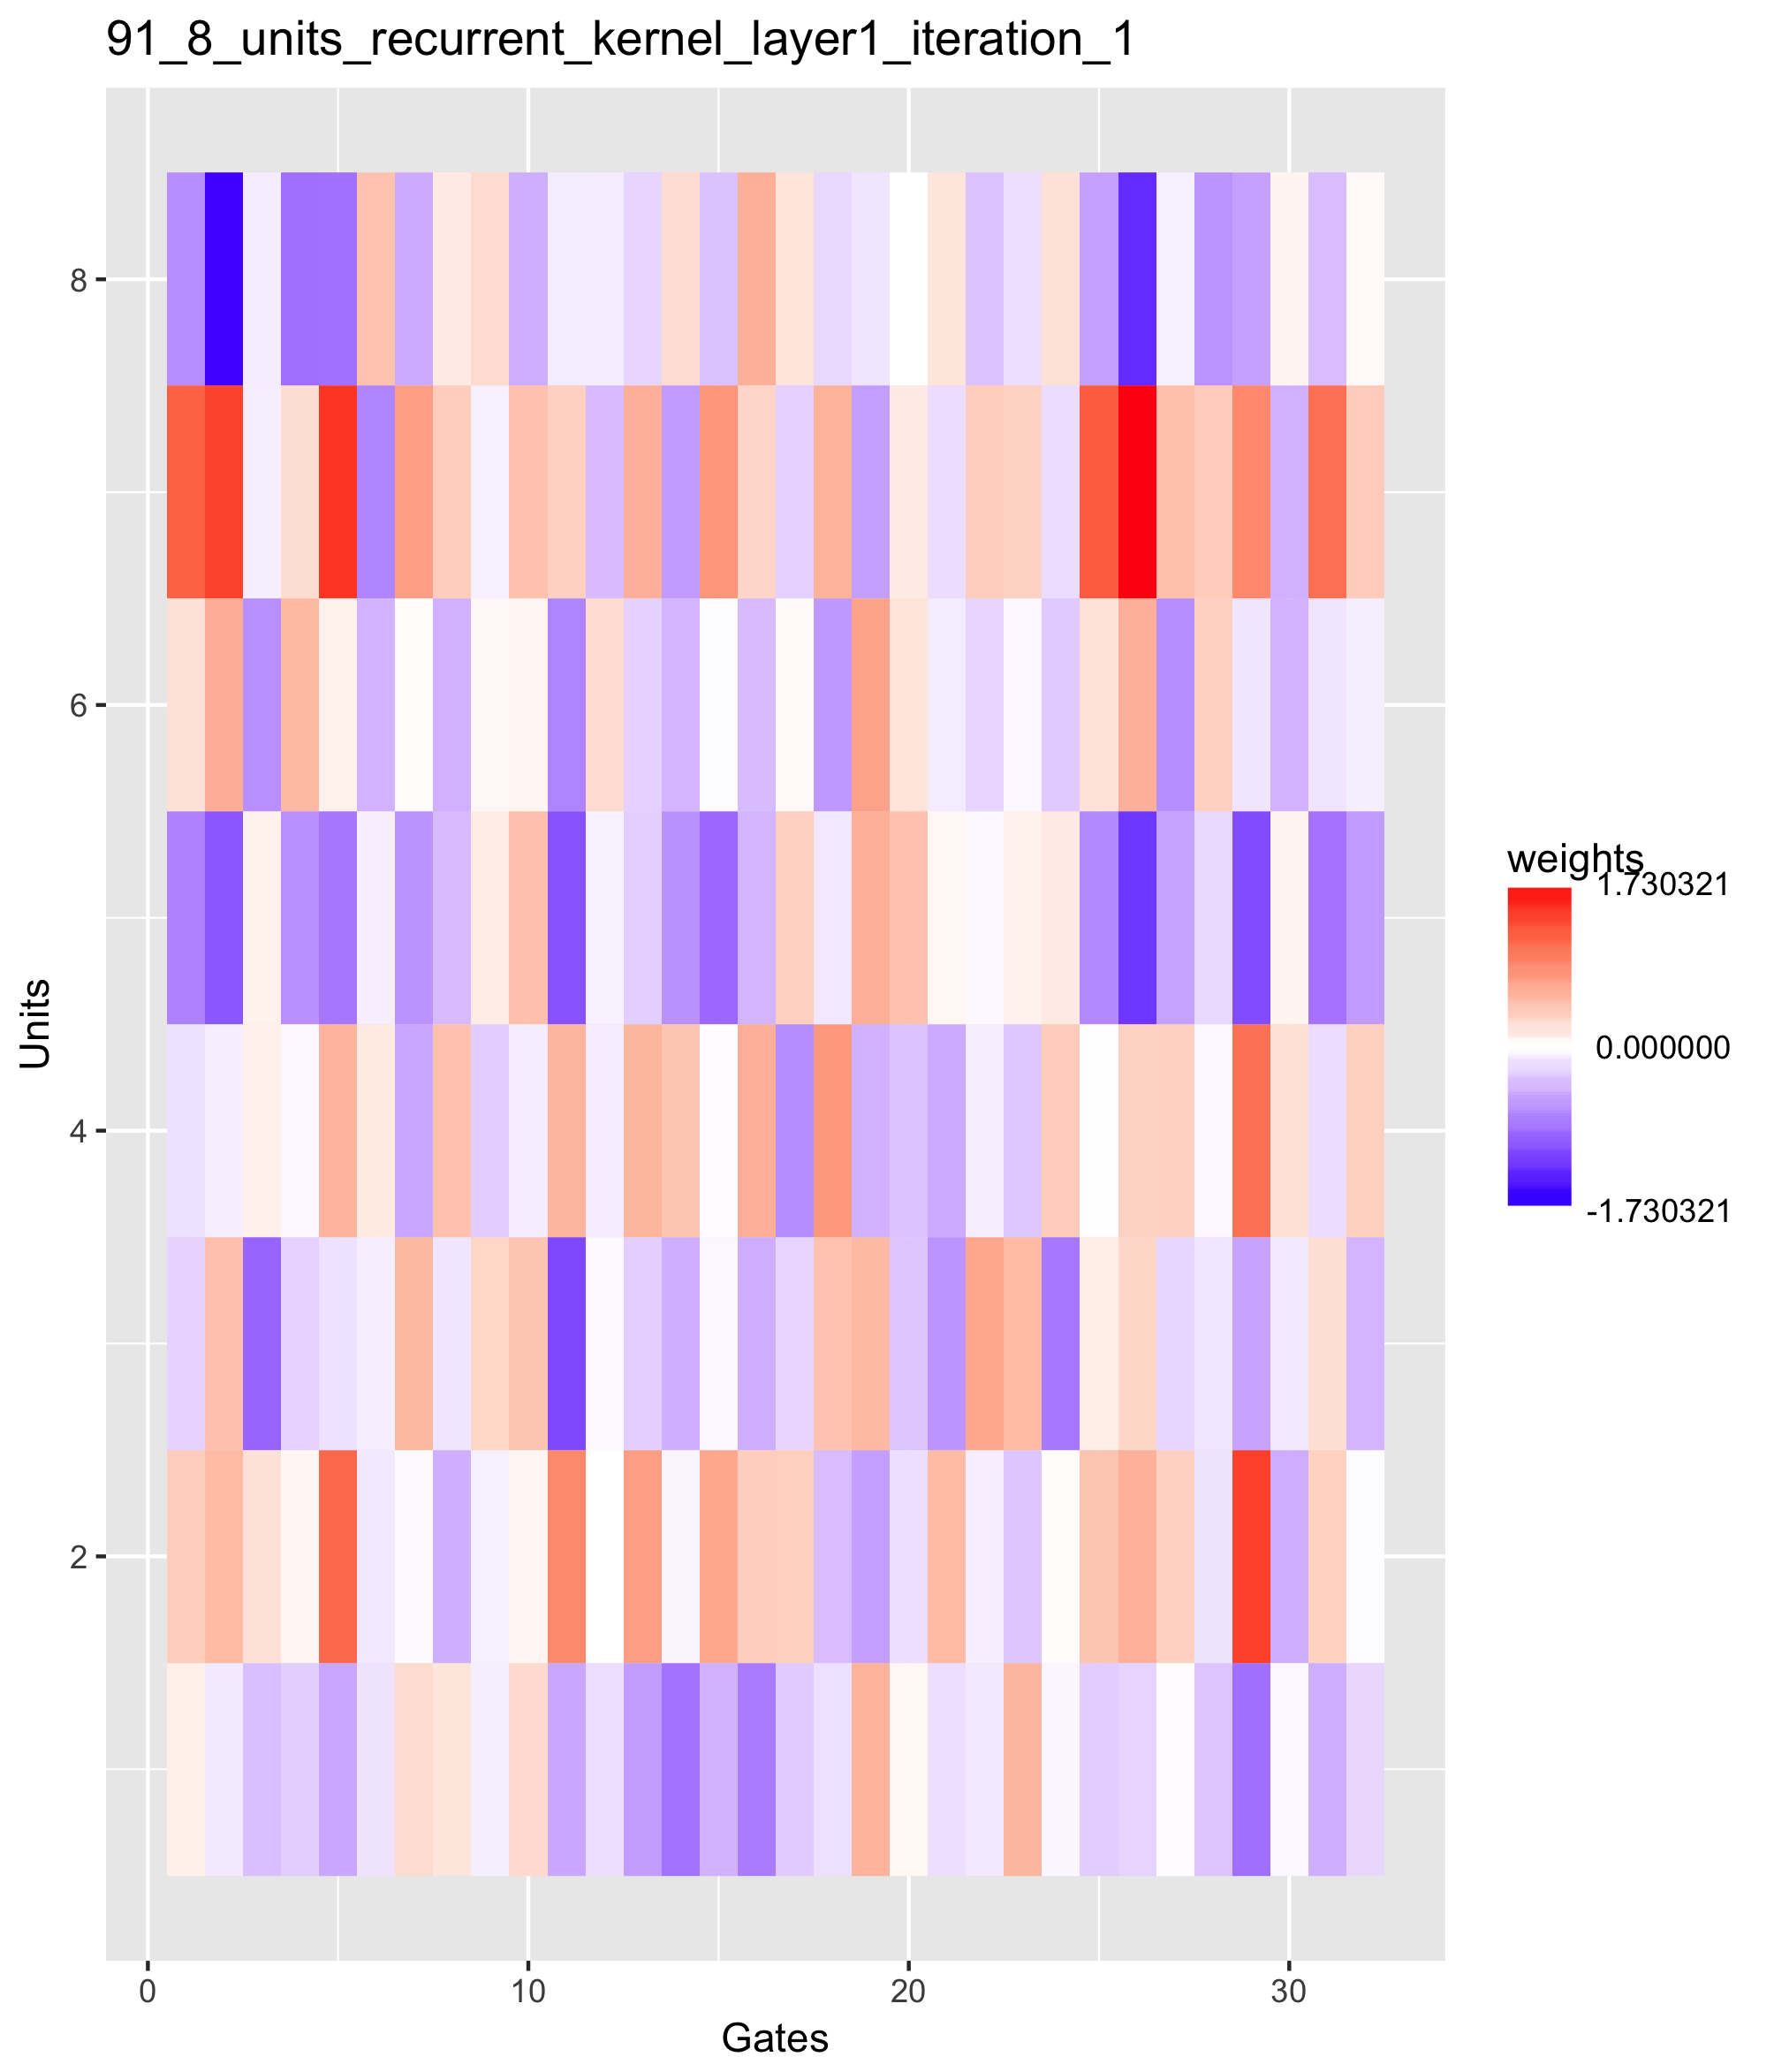 91_8_units_recurrent_kernel_layer1_iteration_1
8
6
4
2
Units
0
10
20
30
Gates
weights
1.730321
0.000000
-1.730321